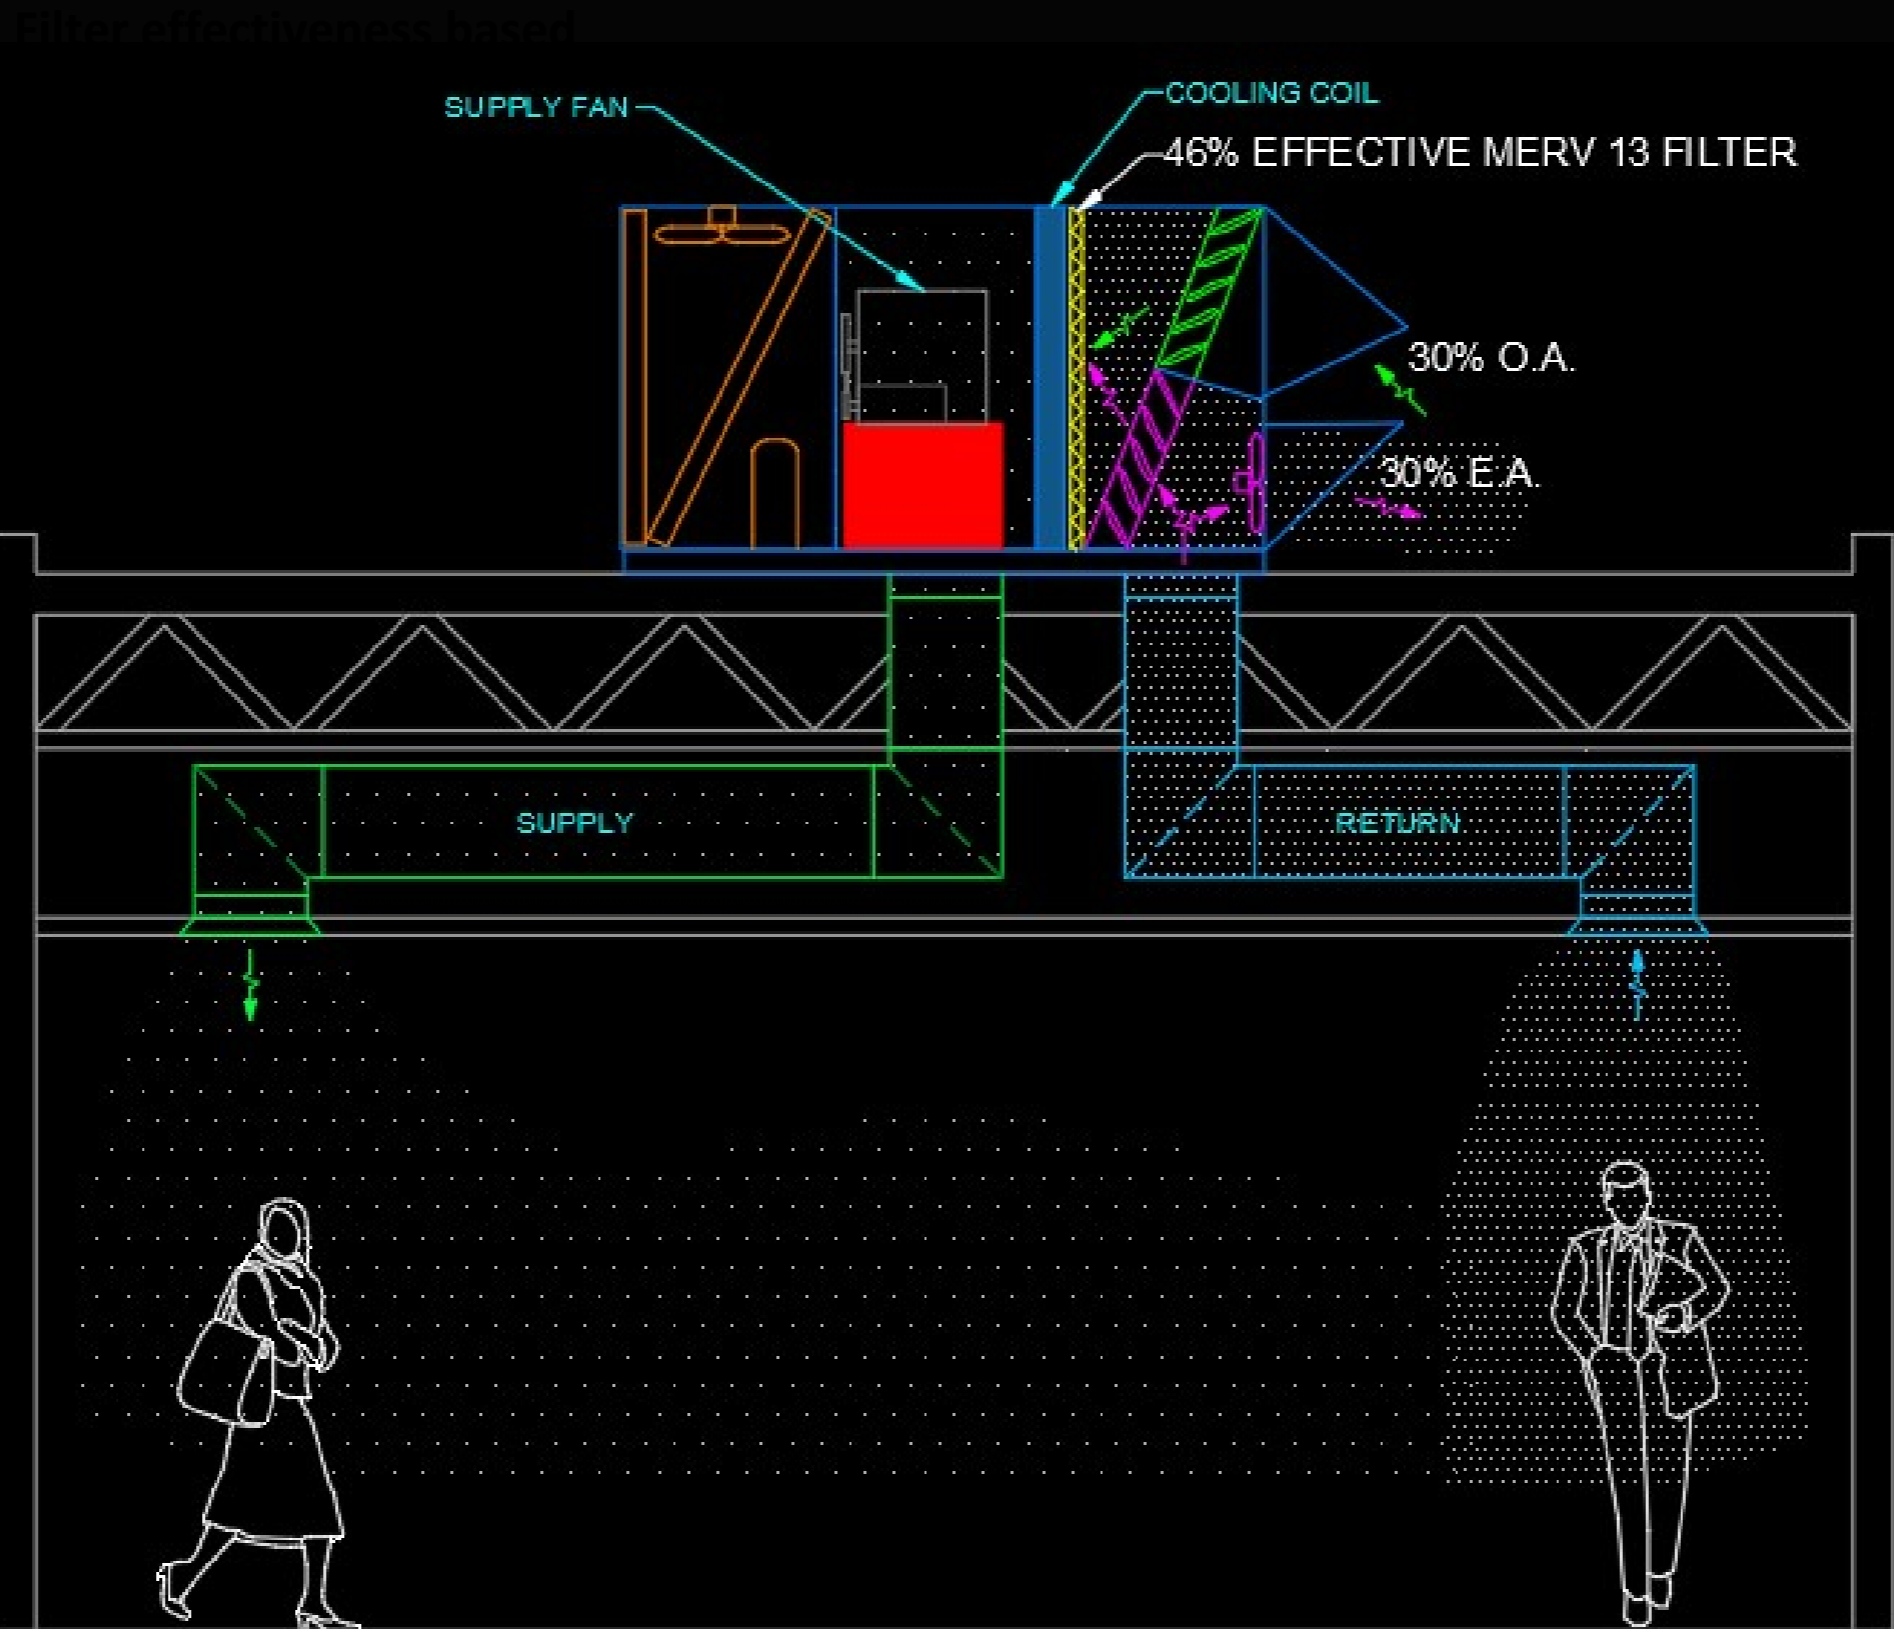 Filter effectiveness based
COOLING COIL
SUPPLY FAN
46% EFFECTIVE MERV 13 FILTER
30% O.A.
30% E.A.
SUPPLY
RETURN